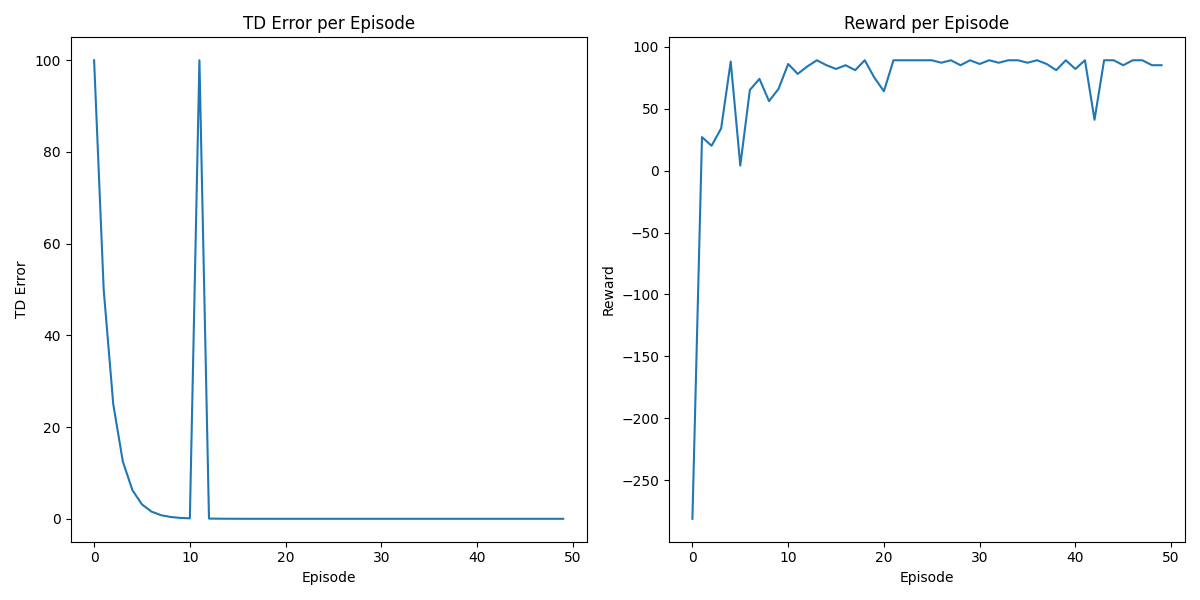 TD Error per Episode
TD Error
100
80
60
40
20
0
0 10 20 30 40 50
Episode
Reward per Episode
Reward
100
50
0
−50
−100
−150
−200
−250
0 10 20 30 40 50
Episode